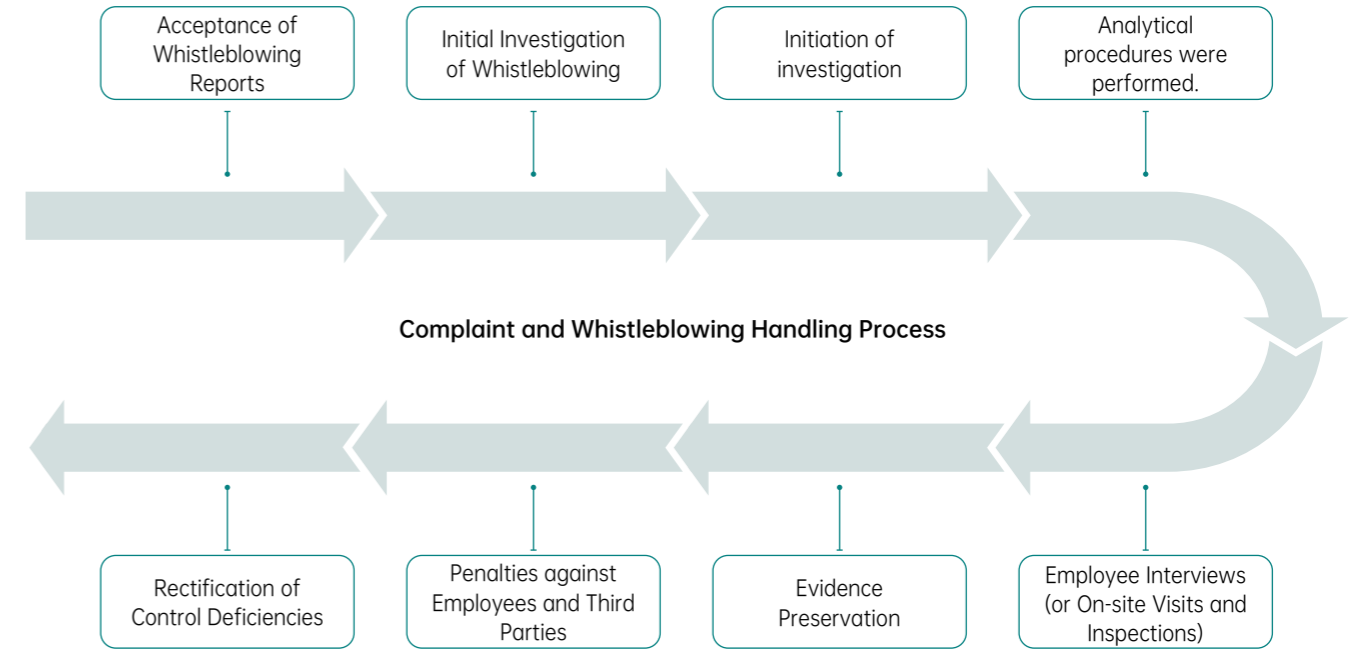 Acceptance of
Whistleblowing
Reports
Initial Investigation
of Whistleblowing
Initiation of
investigation
Analytical
procedures were
performed.
Complaint and Whistleblowing Handling Process
Employee Interviews
(or On-site Visits and
Inspections)
Evidence
Preservation
Penalties against
Employees and Third
Parties
Rectification of
Control Deficiencies